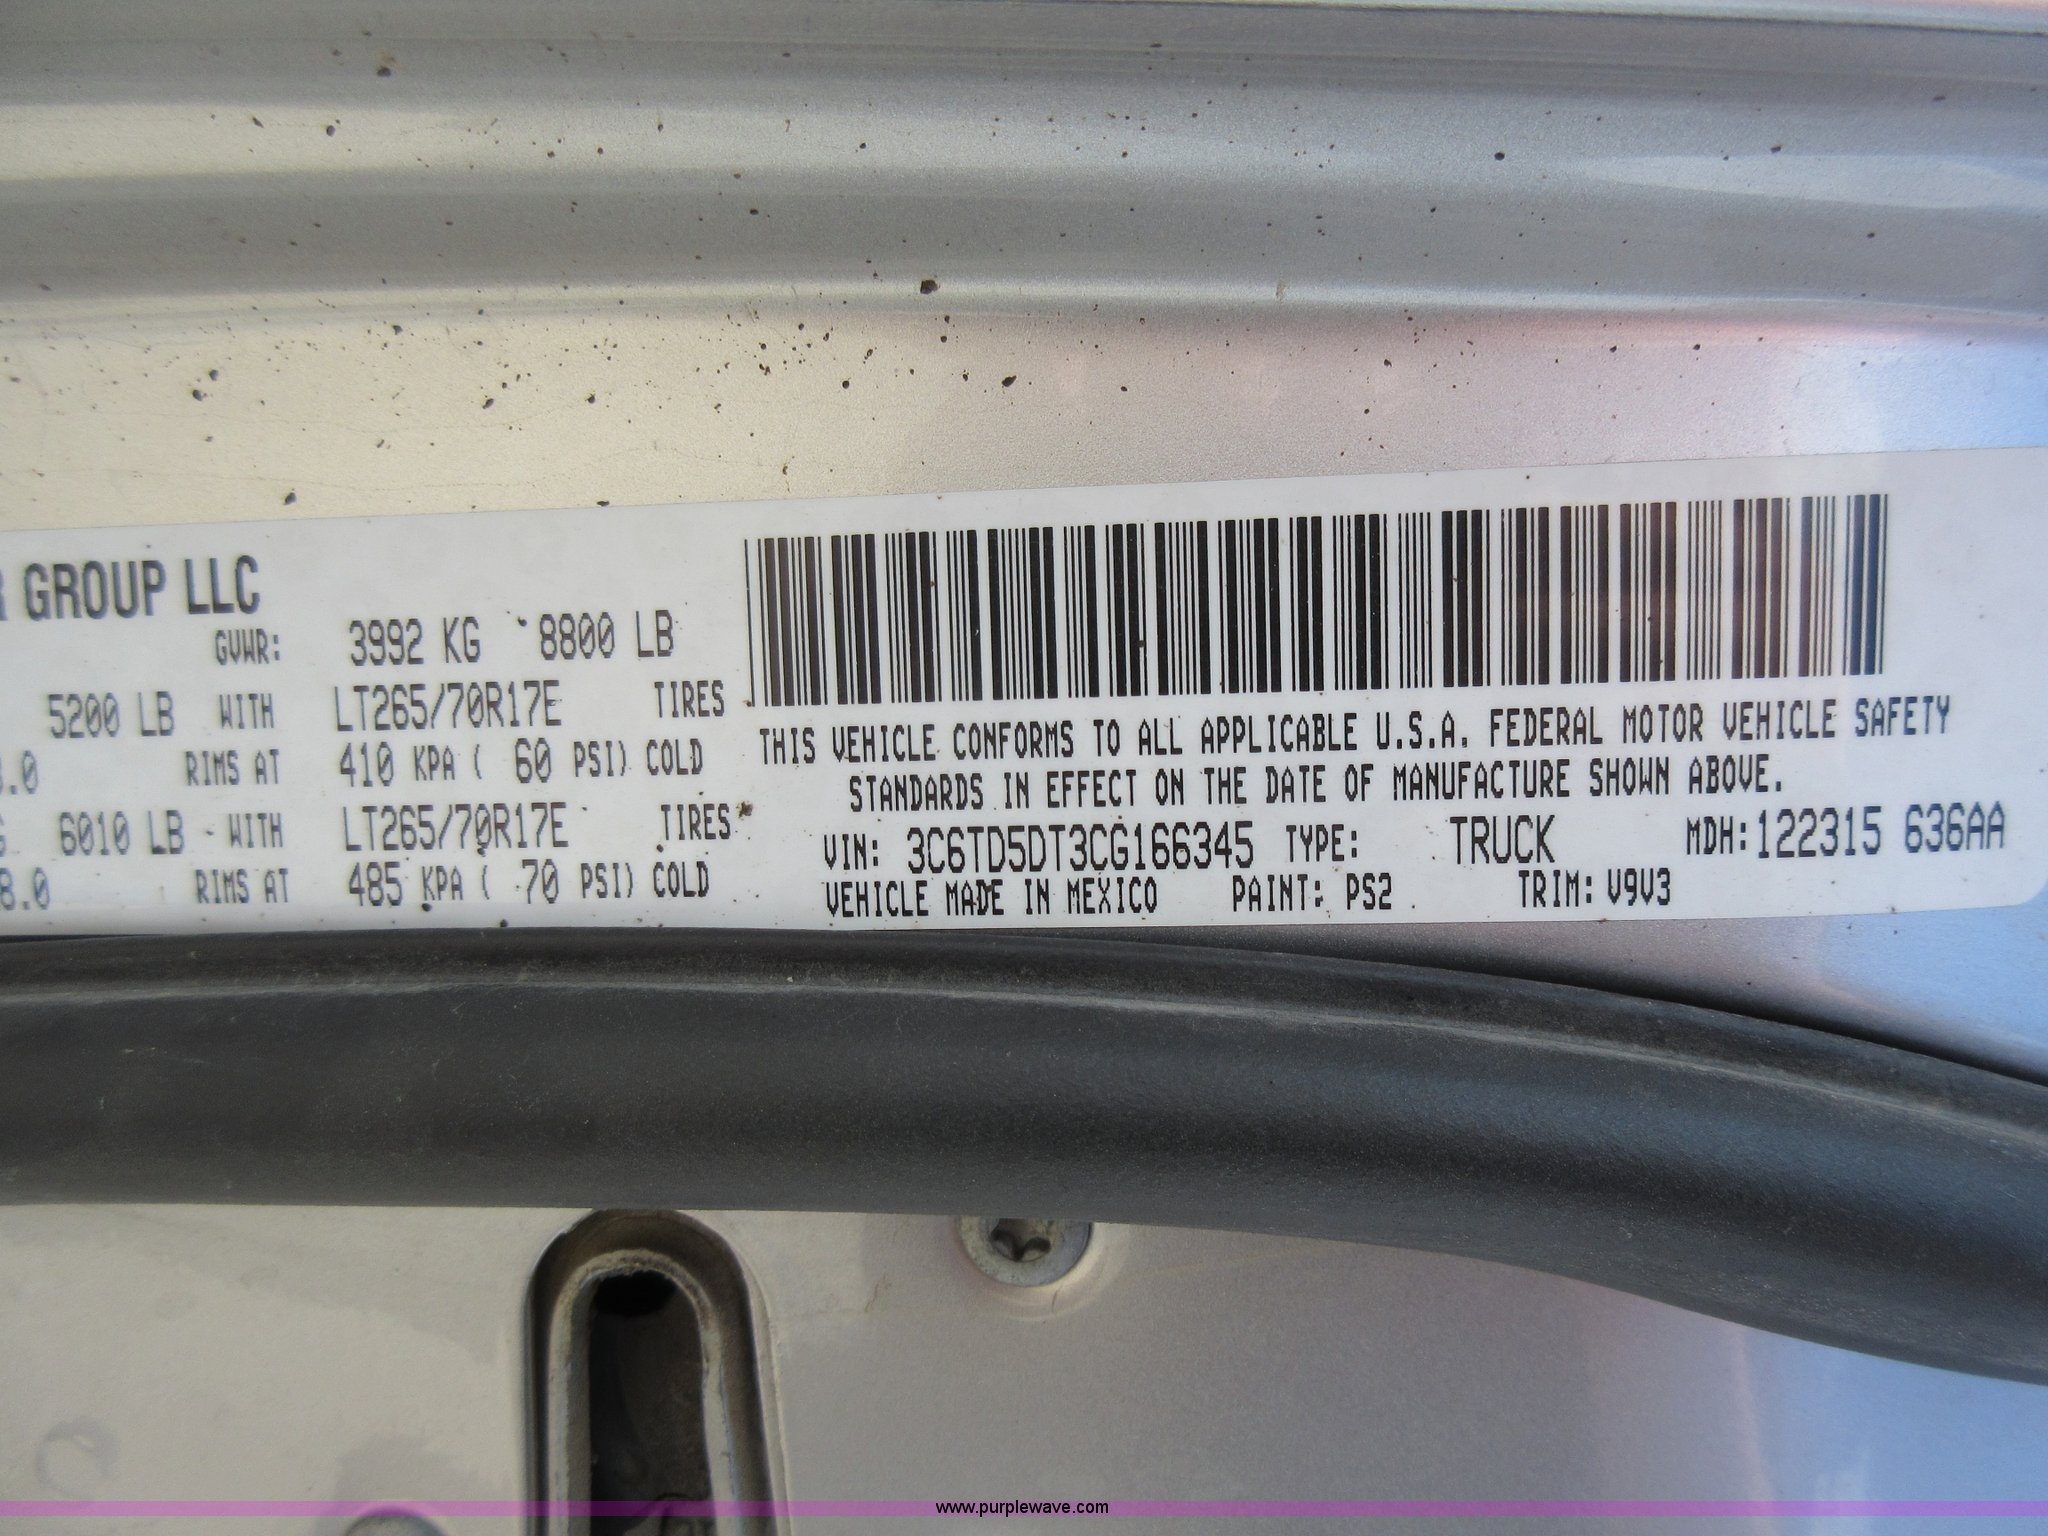 GROUP LLC
GVWR: 3992 KG 8800 LB
5200 LB WITH LT265/70R17E TIRES
.0 RIMS AT 410 KPA ( 60 PSI) COLD
6010 LB - WITH LT265/70R17E TIRES
8.0 RIMS AT 485 KPA ( 70 PSI) COLD
THIS VEHICLE CONFORMS TO ALL APPLICABLE U.S.A. FEDERAL MOTOR VEHICLE SAFETY
STANDARDS IN EFFECT ON THE DATE OF MANUFACTURE SHOWN ABOVE.
VIN: 3C6TD5DT3CG166345 TYPE: TRUCK MDH: 122315 636AA
VEHICLE MADE IN MEXICO PAINT: PS2 TRIM: V9V3
www.purplewave.com